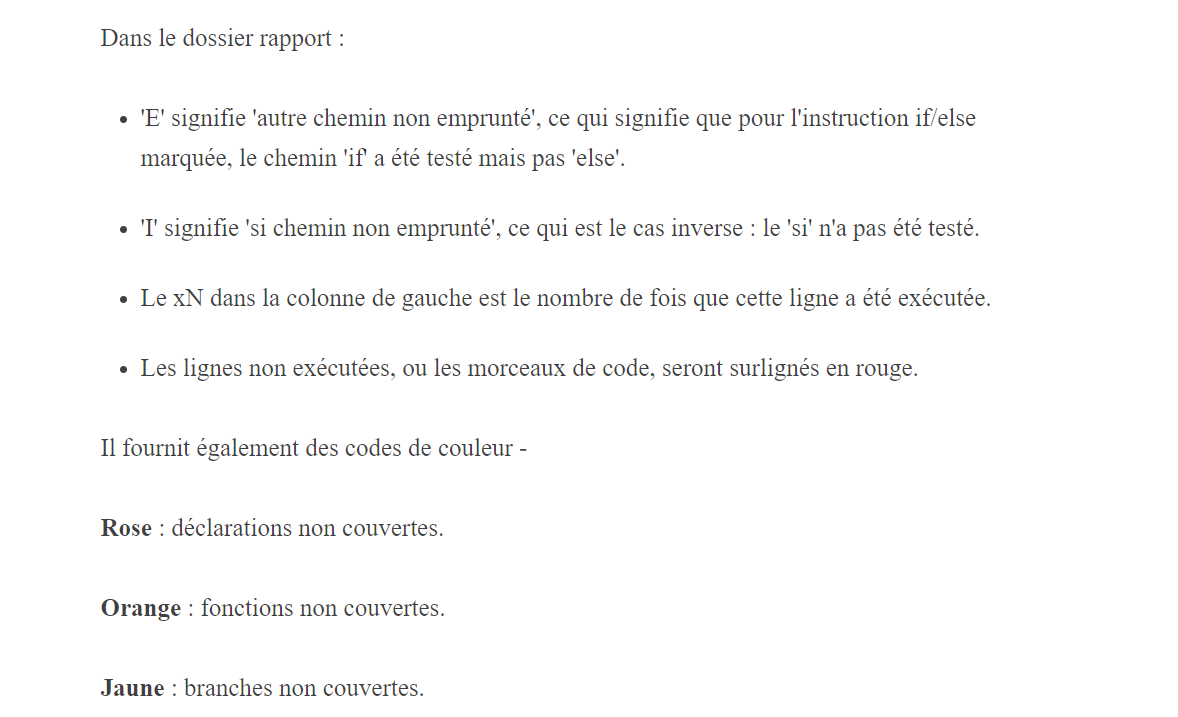 Dans le dossier rapport :
'E' signifie 'autre chemin non emprunté', ce qui signifie que pour l'instruction if/else
marquée, le chemin 'if' a été testé mais pas 'else'.
'I' signifie 'si chemin non emprunté', ce qui est le cas inverse : le 'si' n'a pas été testé.
Le xN dans la colonne de gauche est le nombre de fois que cette ligne a été exécutée.
Les lignes non exécutées, ou les morceaux de code, seront surlignés en rouge.
Il fournit également des codes de couleur -
Rose : déclarations non couvertes.
Orange : fonctions non couvertes.
Jaune : branches non couvertes.